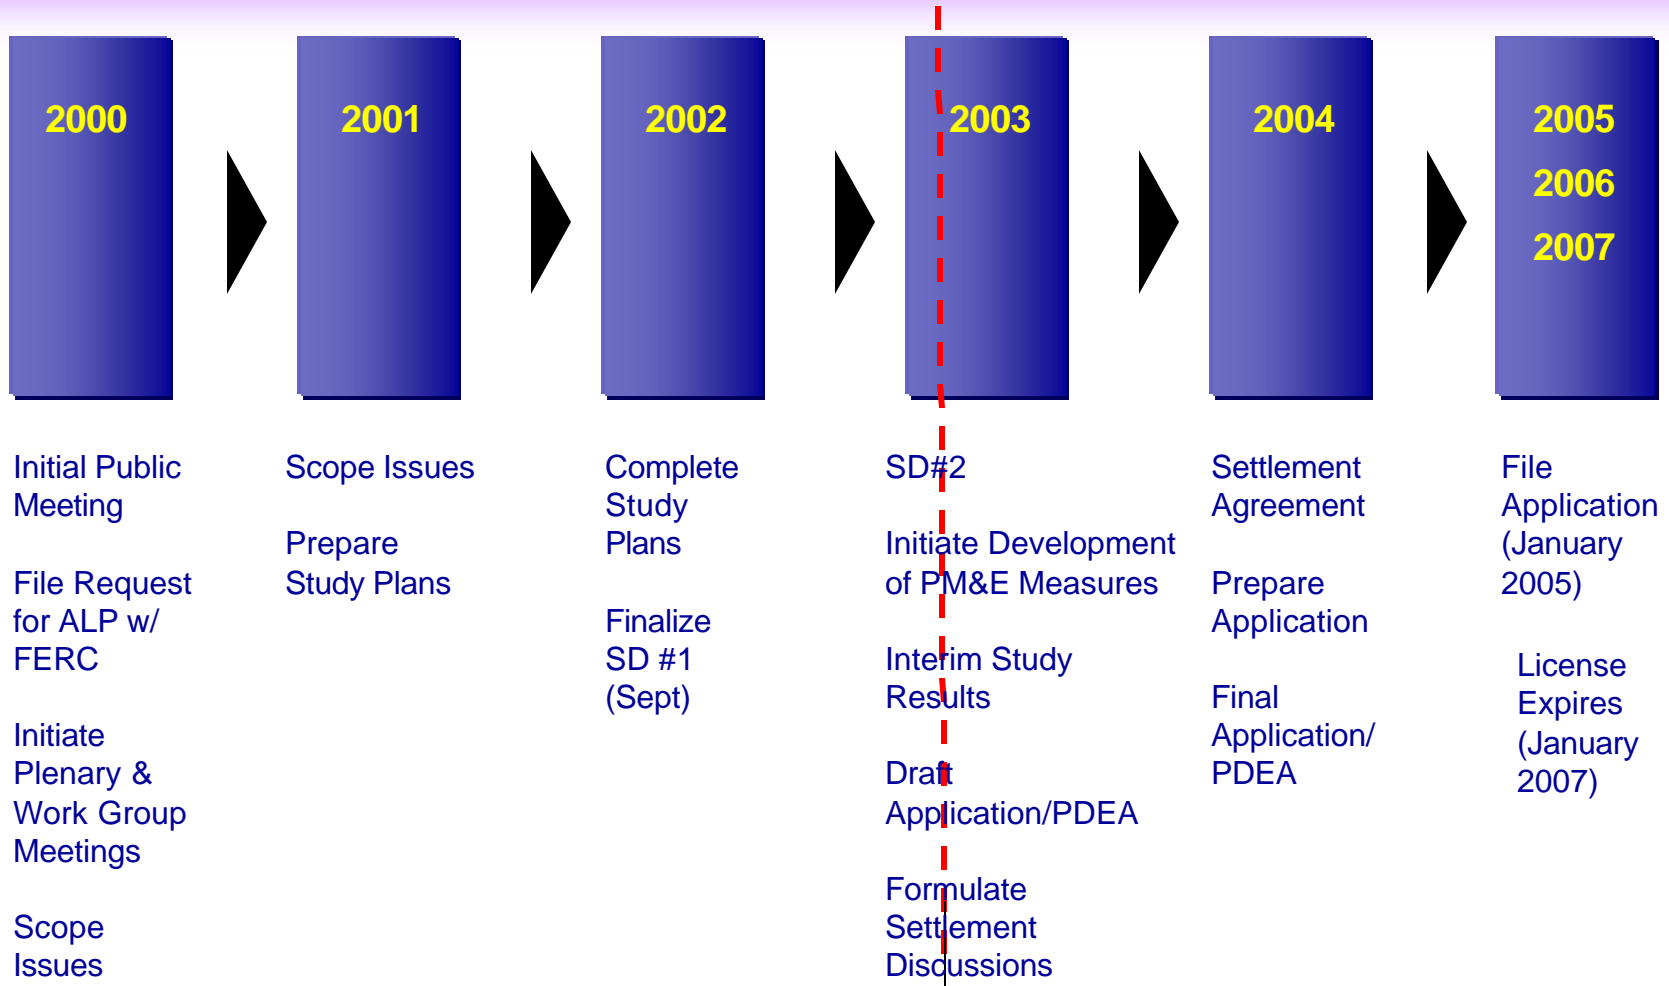 2000
2001
2002
2003
2004
2005
2006
2007
Initial Public
Meeting
File Request
for ALP w/
FERC
Initiate
Plenary &
Work Group
Meetings
Scope
Issues
Scope Issues
Prepare
Study Plans
Complete
Study
Plans
Finalize
SD #1
(Sept)
SD#2
Initiate Development
of PM&E Measures
Interim Study
Results
Draft
Application/PDEA
Formulate
Settlement
Discussions
Settlement
Agreement
Prepare
Application
Final
Application/
PDEA
File
Application
(January
2005)
License
Expires
(January
2007)